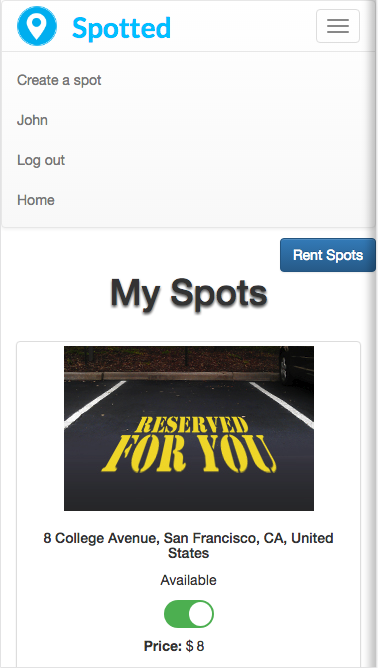 Spotted
Create a spot
John
Log out
Home
Rent Spots
My Spots
RESERVED
FOR YOU
8 College Avenue, San Francisco, CA, United
States
Available
Price: $ 8